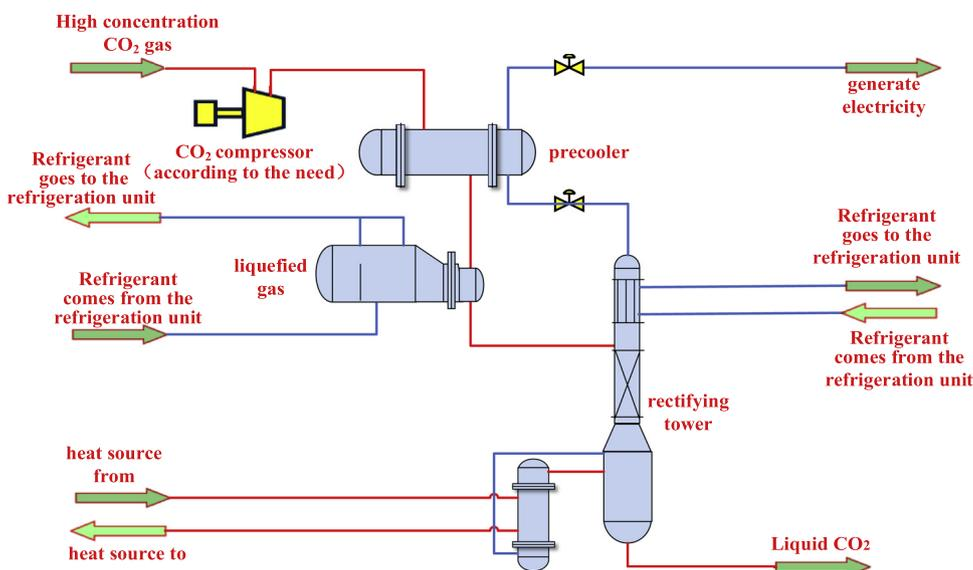 High concentration
CO₂ gas
generate
electricity
CO₂ compressor
（according to the need）
precooler
Refrigerant
goes to the
refrigeration unit
Refrigerant
goes to the
refrigeration unit
liquefied
gas
Refrigerant
comes from the
refrigeration unit
Refrigerant
comes from the
refrigeration unit
rectifying
tower
heat source
from
heat source to
Liquid CO₂